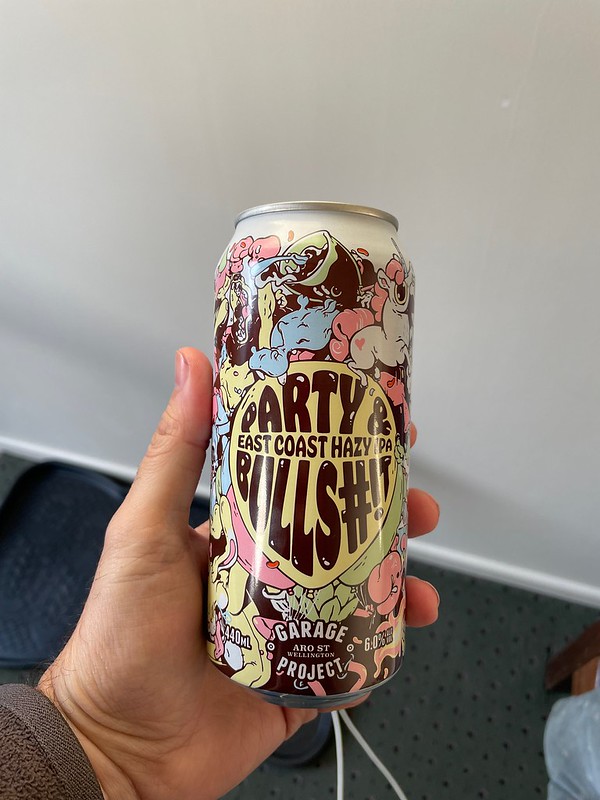 PARTY &
EAST COAST HAZY IPA
BULLS#!T
440ML
GARAGE
ARO ST
WELLINGTON
PROJECT
6.0%